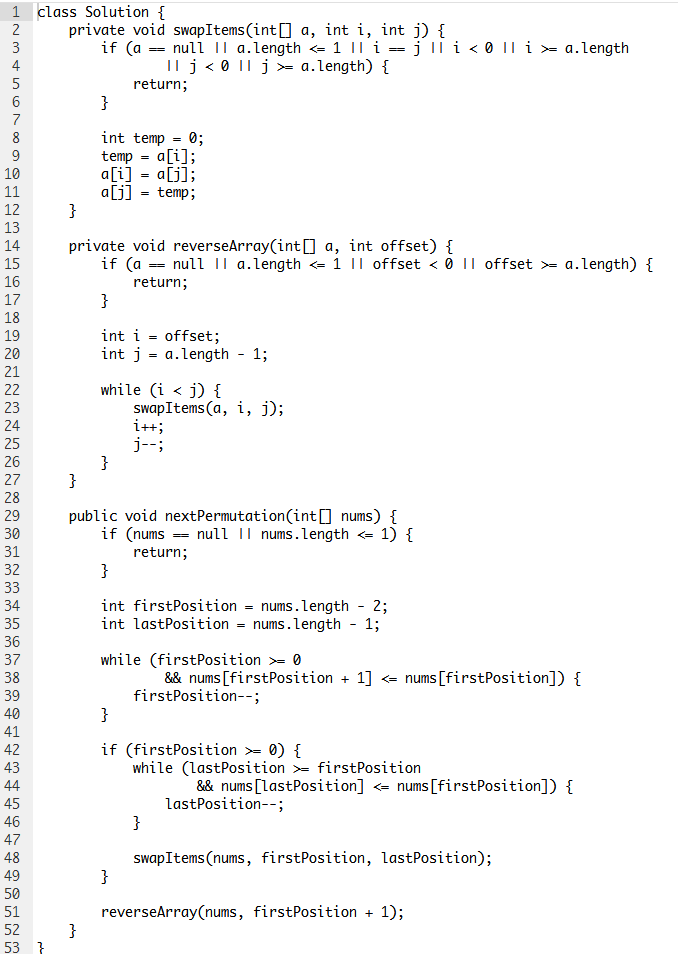 1 class Solution {
2     private void swapItems(int[] a, int i, int j) {
3         if (a == null || a.length <= 1 || i == j || i < 0 || i >= a.length
4                 || j < 0 || j >= a.length) {
5             return;
6         }
7
8         int temp = 0;
9         temp = a[i];
10         a[i] = a[j];
11         a[j] = temp;
12     }
13
14     private void reverseArray(int[] a, int offset) {
15         if (a == null || a.length <= 1 || offset < 0 || offset >= a.length) {
16             return;
17         }
18
19         int i = offset;
20         int j = a.length - 1;
21
22         while (i < j) {
23             swapItems(a, i, j);
24             i++;
25             j--;
26         }
27     }
28
29     public void nextPermutation(int[] nums) {
30         if (nums == null || nums.length <= 1) {
31             return;
32         }
33
34         int firstPosition = nums.length - 2;
35         int lastPosition = nums.length - 1;
36
37         while (firstPosition >= 0
38                 && nums[firstPosition + 1] <= nums[firstPosition]) {
39             firstPosition--;
40         }
41
42         if (firstPosition >= 0) {
43             while (lastPosition >= firstPosition
44                     && nums[lastPosition] <= nums[firstPosition]) {
45                 lastPosition--;
46             }
47
48             swapItems(nums, firstPosition, lastPosition);
49         }
50
51         reverseArray(nums, firstPosition + 1);
52     }
53 }